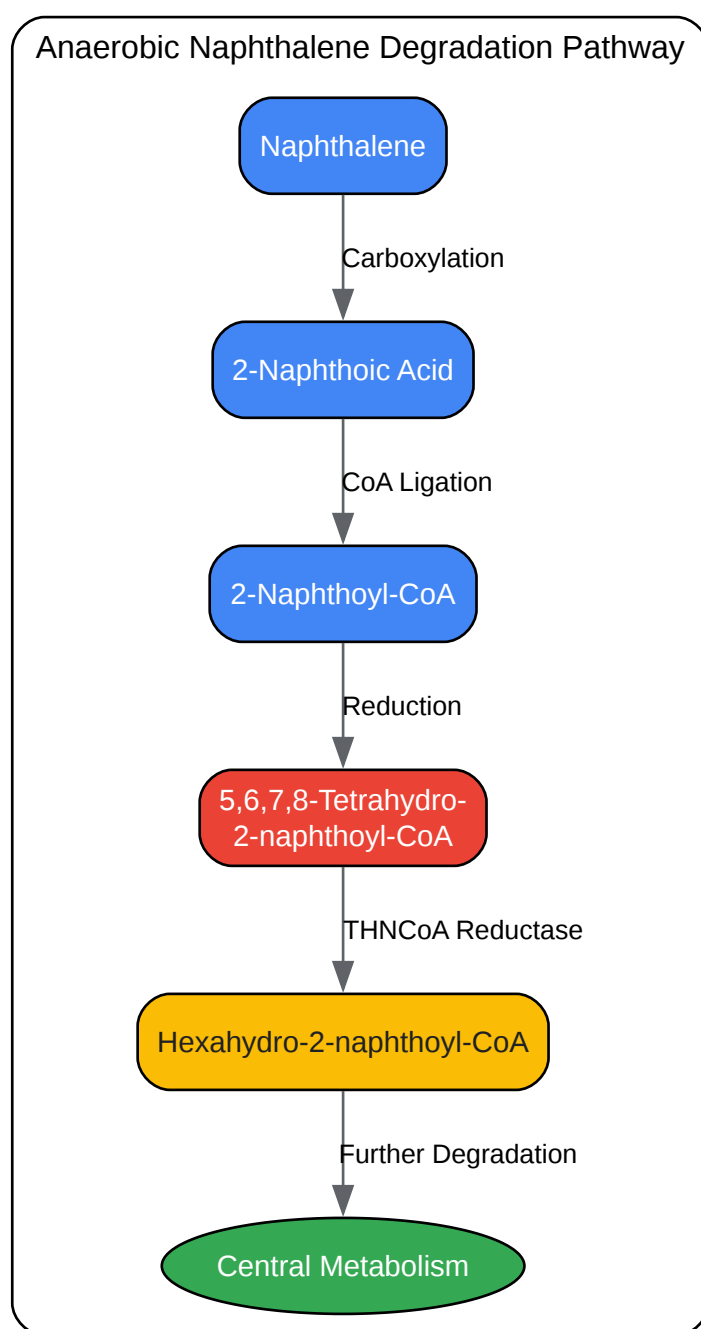 Anaerobic Naphthalene Degradation Pathway
Naphthalene
Carboxylation
2-Naphthoic Acid
CoA Ligation
2-Naphthoyl-CoA
Reduction
5,6,7,8-Tetrahydro-
2-naphthoyl-CoA
THNCoA Reductase
Hexahydro-2-naphthoyl-CoA
Further Degradation
Central Metabolism